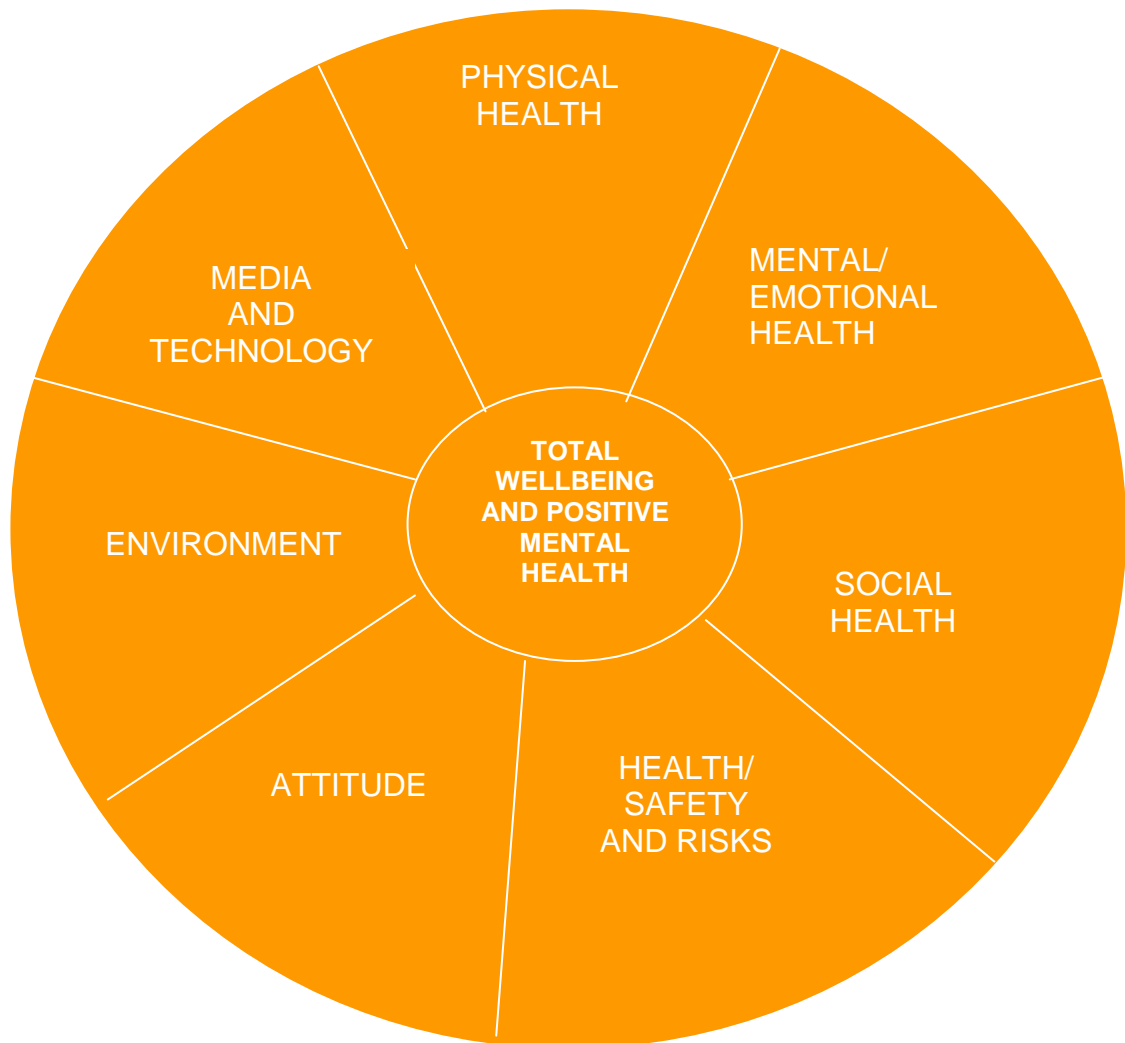 PHYSICAL
HEALTH
MENTAL/
EMOTIONAL
HEALTH
SOCIAL
HEALTH
HEALTH/
SAFETY
AND RISKS
ATTITUDE
ENVIRONMENT
MEDIA
AND
TECHNOLOGY
TOTAL
WELLBEING
AND POSITIVE
MENTAL
HEALTH